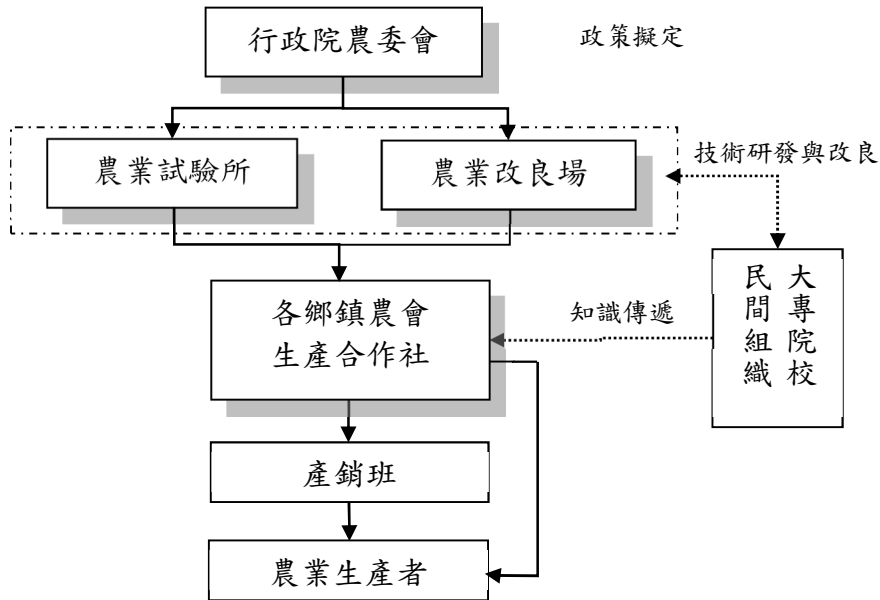 行政院農委會
政策擬定
農業試驗所
農業改良場
技術研發與改良
各鄉鎮農會
生產合作社
知識傳遞
大專院校
民間組織
產銷班
農業生產者